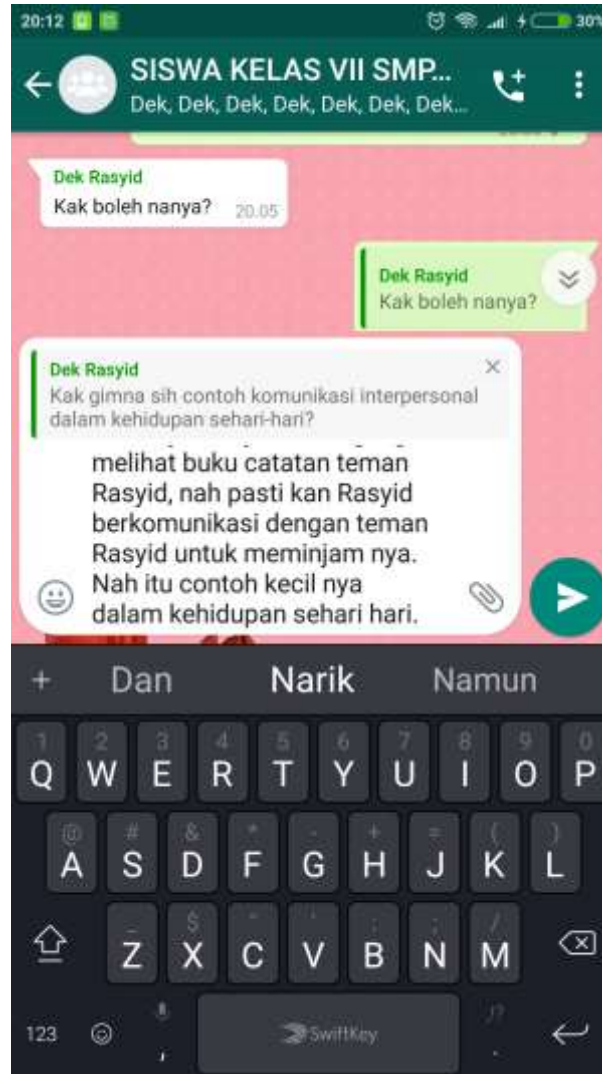 20:12
30%
SISWA KELAS VII SMP...
Dek, Dek, Dek, Dek, Dek, Dek, Dek...
Dek Rasyid
Kak boleh nanya? 20.05
Dek Rasyid
Kak boleh nanya?
Dek Rasyid
Kak gimna sih contoh komunikasi interpersonal
dalam kehidupan sehari-hari?
melihat buku catatan teman
Rasyid, nah pasti kan Rasyid
berkomunikasi dengan teman
Rasyid untuk meminjam nya.
Nah itu contoh kecil nya
dalam kehidupan sehari hari.
+ Dan Narik Namun
1 2 3 4 5 6 7 8 9 0
Q W E R T Y U I O P
@ # & * - + = ( )
A S D F G H J K L
_ $ " ' : ; /
Z X C V B N M
123 , SwiftKey .